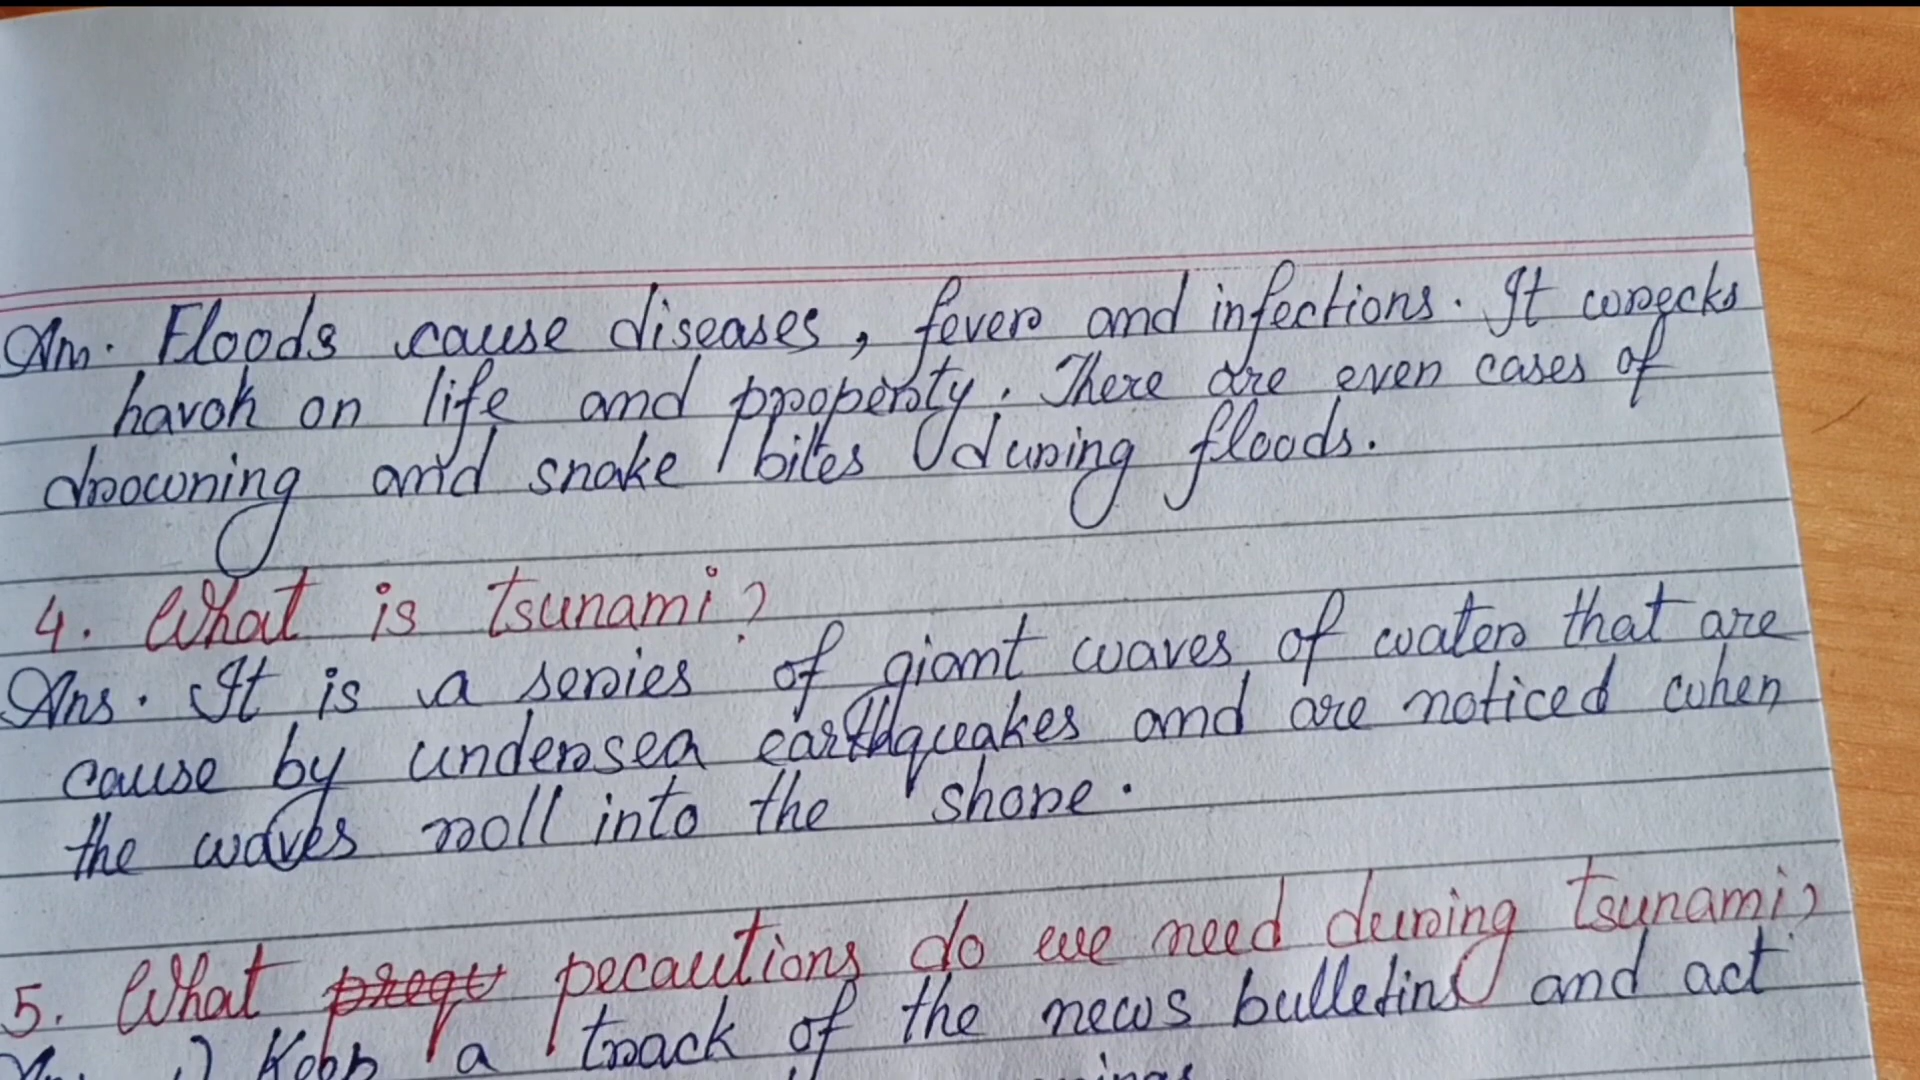 Ans. Floods cause diseases, fever and infections. It wrecks
havok on life and property. There are even cases of
drowning and snake bites during floods.
4. What is tsunami?
Ans. It is a series of giant waves of water that are
cause by undersea earthquakes and are noticed when
the waves roll into the shore.
5. What pecautions do we need during tsunami?
i) Keep a track of the news bulletins and act